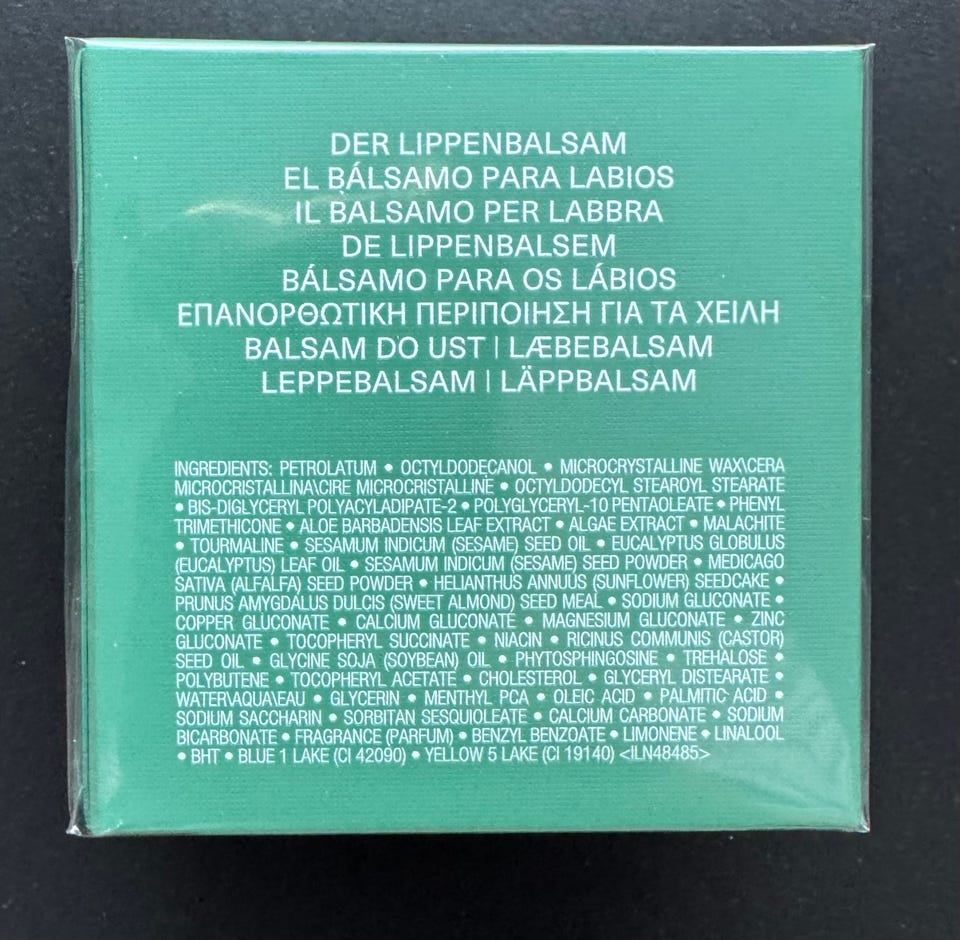 DER LIPPENBALSAM
EL BÁLSAMO PARA LABIOS
IL BALSAMO PER LABBRA
DE LIPPENBALSEM
BÁLSAMO PARA OS LÁBIOS
ΕΠΑΝΟΡΘΩΤΙΚΗ ΠΕΡΙΠΟΙΗΣΗ ΓΙΑ ΤΑ ΧΕΙΛΗ
BALSAM DO UST | LÆBEBALSAM
LEPPEBALSAM | LÄPPBALSAM
INGREDIENTS: PETROLATUM • OCTYLDODECANOL • MICROCRYSTALLINE WAX\CERA
MICROCRISTALLINA\CIRE MICROCRISTALLINE • OCTYLDODECYL STEAROYL STEARATE
• BIS-DIGLYCERYL POLYACYLADIPATE-2 • POLYGLYCERYL-10 PENTAOLEATE • PHENYL
TRIMETHICONE • ALOE BARBADENSIS LEAF EXTRACT • ALGAE EXTRACT • MALACHITE
• TOURMALINE • SESAMUM INDICUM (SESAME) SEED OIL • EUCALYPTUS GLOBULUS
(EUCALYPTUS) LEAF OIL • SESAMUM INDICUM (SESAME) SEED POWDER • MEDICAGO
SATIVA (ALFALFA) SEED POWDER • HELIANTHUS ANNUUS (SUNFLOWER) SEEDCAKE •
PRUNUS AMYGDALUS DULCIS (SWEET ALMOND) SEED MEAL • SODIUM GLUCONATE •
COPPER GLUCONATE • CALCIUM GLUCONATE • MAGNESIUM GLUCONATE • ZINC
GLUCONATE • TOCOPHERYL SUCCINATE • NIACIN • RICINUS COMMUNIS (CASTOR)
SEED OIL • GLYCINE SOJA (SOYBEAN) OIL • PHYTOSPHINGOSINE • TREHALOSE •
POLYBUTENE • TOCOPHERYL ACETATE • CHOLESTEROL • GLYCERYL DISTEARATE •
WATER\AQUA\EAU • GLYCERIN • MENTHYL PCA • OLEIC ACID • PALMITIC ACID •
SODIUM SACCHARIN • SORBITAN SESQUIOLEATE • CALCIUM CARBONATE • SODIUM
BICARBONATE • FRAGRANCE (PARFUM) • BENZYL BENZOATE • LIMONENE • LINALOOL
• BHT • BLUE 1 LAKE (CI 42090) • YELLOW 5 LAKE (CI 19140) <ILN48485>